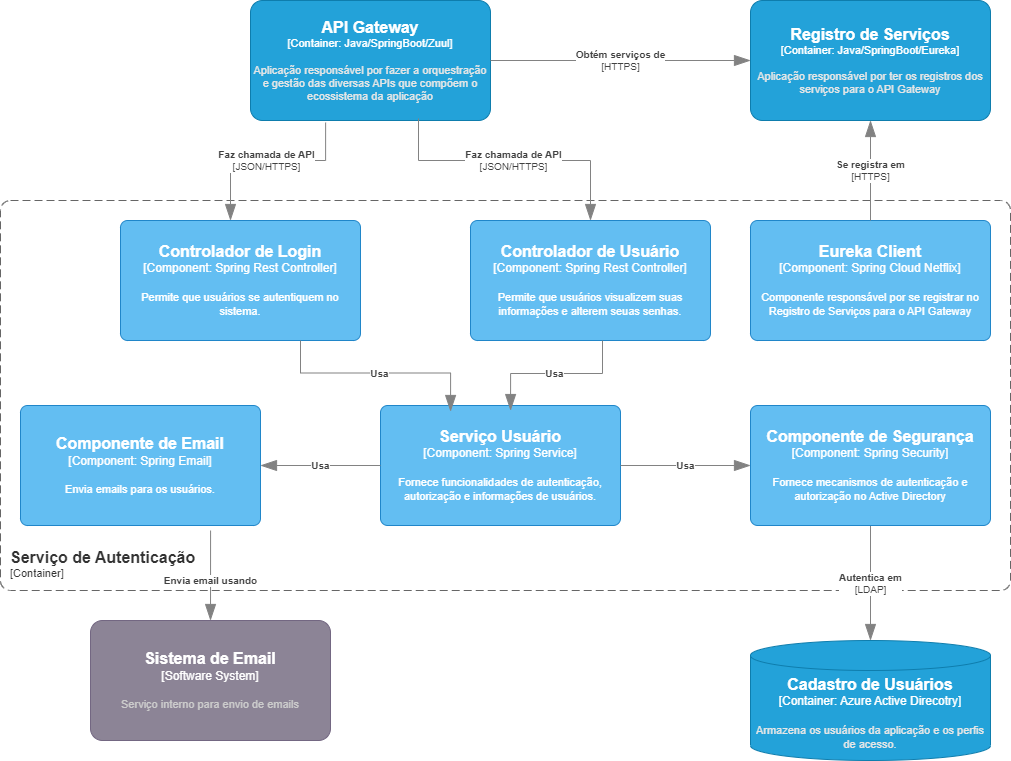 API Gateway
[Container: Java/SpringBoot/Zuul]
Aplicação responsável por fazer a orquestração
e gestão das diversas APIs que compõem o
ecossistema da aplicação
Obtém serviços de
[HTTPS]
Registro de Serviços
[Container: Java/SpringBoot/Eureka]
Aplicação responsável por ter os registros dos
serviços para o API Gateway
Faz chamada de API
[JSON/HTTPS]
Faz chamada de API
[JSON/HTTPS]
Se registra em
[HTTPS]
Controlador de Login
[Component: Spring Rest Controller]
Permite que usuários se autentiquem no
sistema.
Controlador de Usuário
[Component: Spring Rest Controller]
Permite que usuários visualizem suas
informações e alterem seuas senhas.
Eureka Client
[Component: Spring Cloud Netflix]
Componente responsável por se registrar no
Registro de Serviços para o API Gateway
Usa
Usa
Componente de Email
[Component: Spring Email]
Envia emails para os usuários.
Usa
Serviço Usuário
[Component: Spring Service]
Fornece funcionalidades de autenticação,
autorização e informações de usuários.
Usa
Componente de Segurança
[Component: Spring Security]
Fornece mecanismos de autenticação e
autorização no Active Directory
Serviço de Autenticação
[Container]
Envia email usando
Autentica em
[LDAP]
Sistema de Email
[Software System]
Serviço interno para envio de emails
Cadastro de Usuários
[Container: Azure Active Direcotry]
Armazena os usuários da aplicação e os perfis
de acesso.